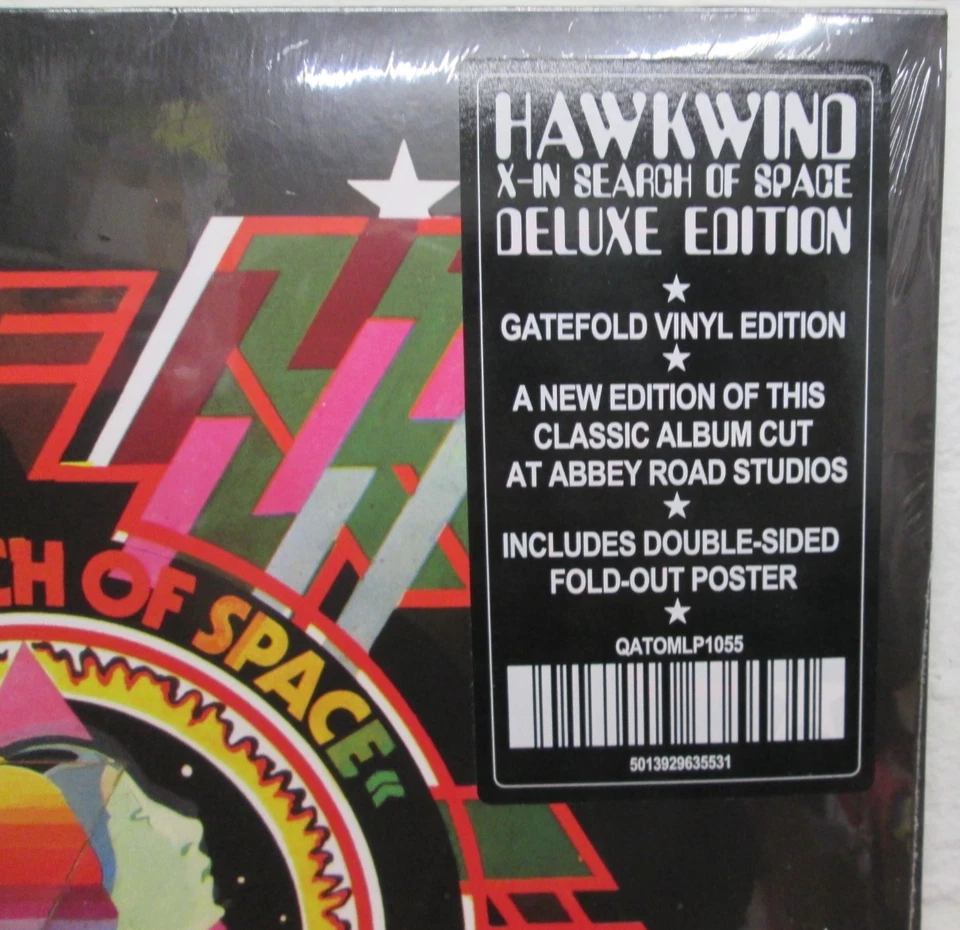 HAWKWIND
X-IN SEARCH OF SPACE
DELUXE EDITION
GATEFOLD VINYL EDITION
A NEW EDITION OF THIS
CLASSIC ALBUM CUT
AT ABBEY ROAD STUDIOS
INCLUDES DOUBLE-SIDED
FOLD-OUT POSTER
QATOMLP1055
5013929635531
CH OF SPACE«